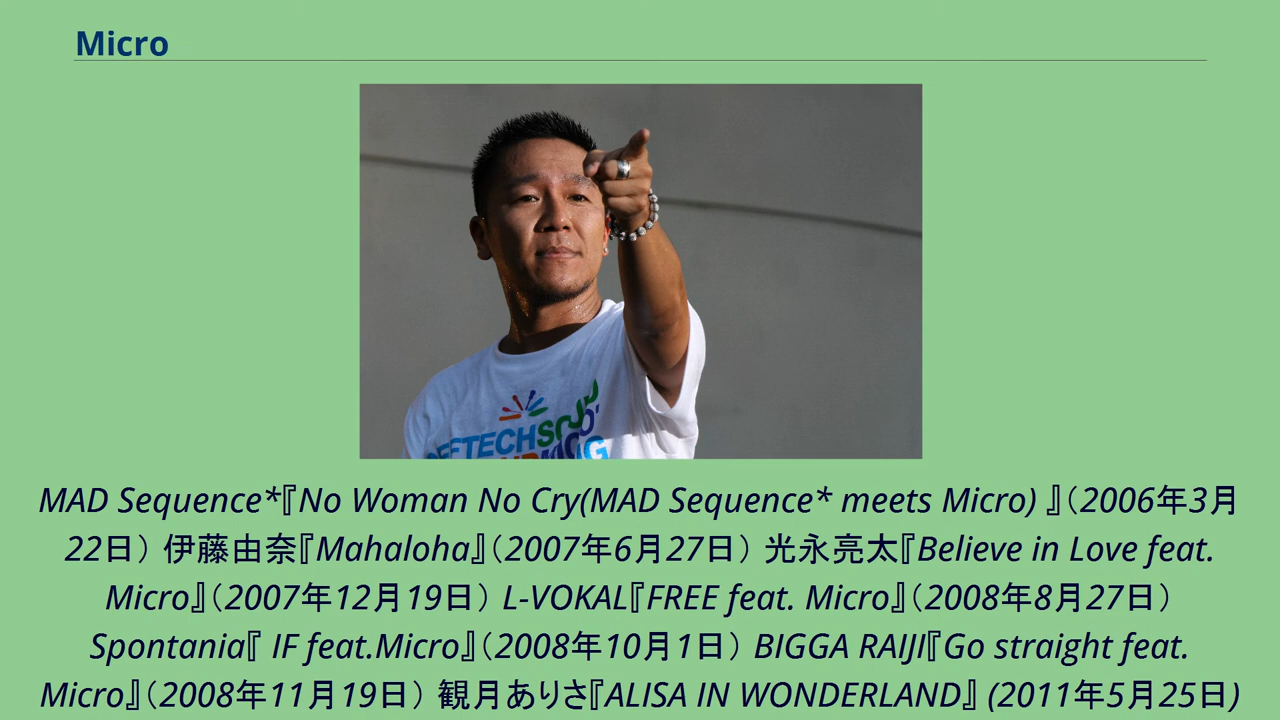 Micro
DEFTECHSOUND
MAD Sequence*『No Woman No Cry(MAD Sequence* meets Micro) 』（2006年3月
22日） 伊藤由奈『Mahaloha』（2007年6月27日） 光永亮太『Believe in Love feat.
Micro』（2007年12月19日） L-VOKAL『FREE feat. Micro』（2008年8月27日）
Spontania『 IF feat.Micro』（2008年10月1日） BIGGA RAIJI『Go straight feat.
Micro』（2008年11月19日） 観月ありさ『ALISA IN WONDERLAND』 (2011年5月25日)